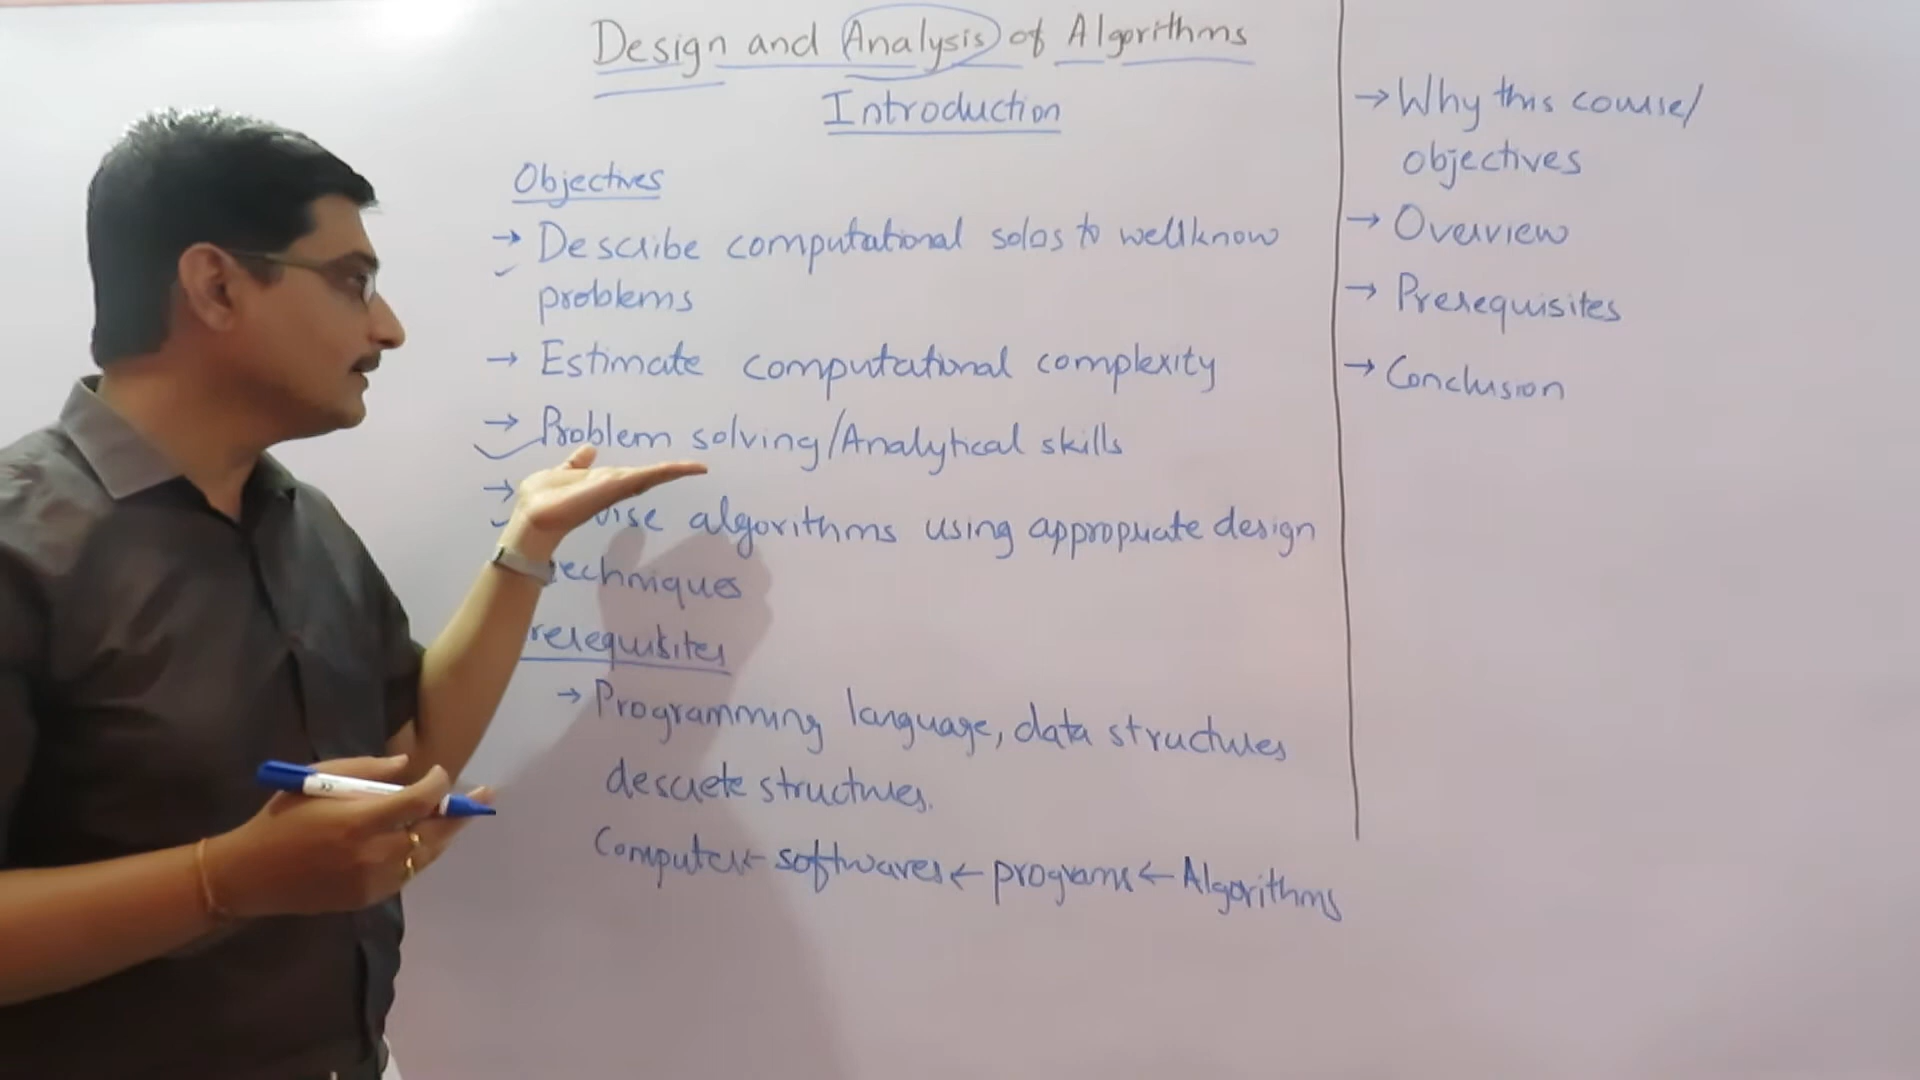 Design and Analysis of Algorithms
Introduction
Objectives
→ Describe computational solos to wellknow
problems
→ Estimate computational complexity
→ Problem solving/Analytical skills
→
algorithms using appropriate design
techniques
rerequisites
→ Programming language, data structures
descrete structures.
Computer ← softwares ← programs ← Algorithms
→ Why this course/
objectives
→ Overview
→ Prerequisites
→ Conclusion